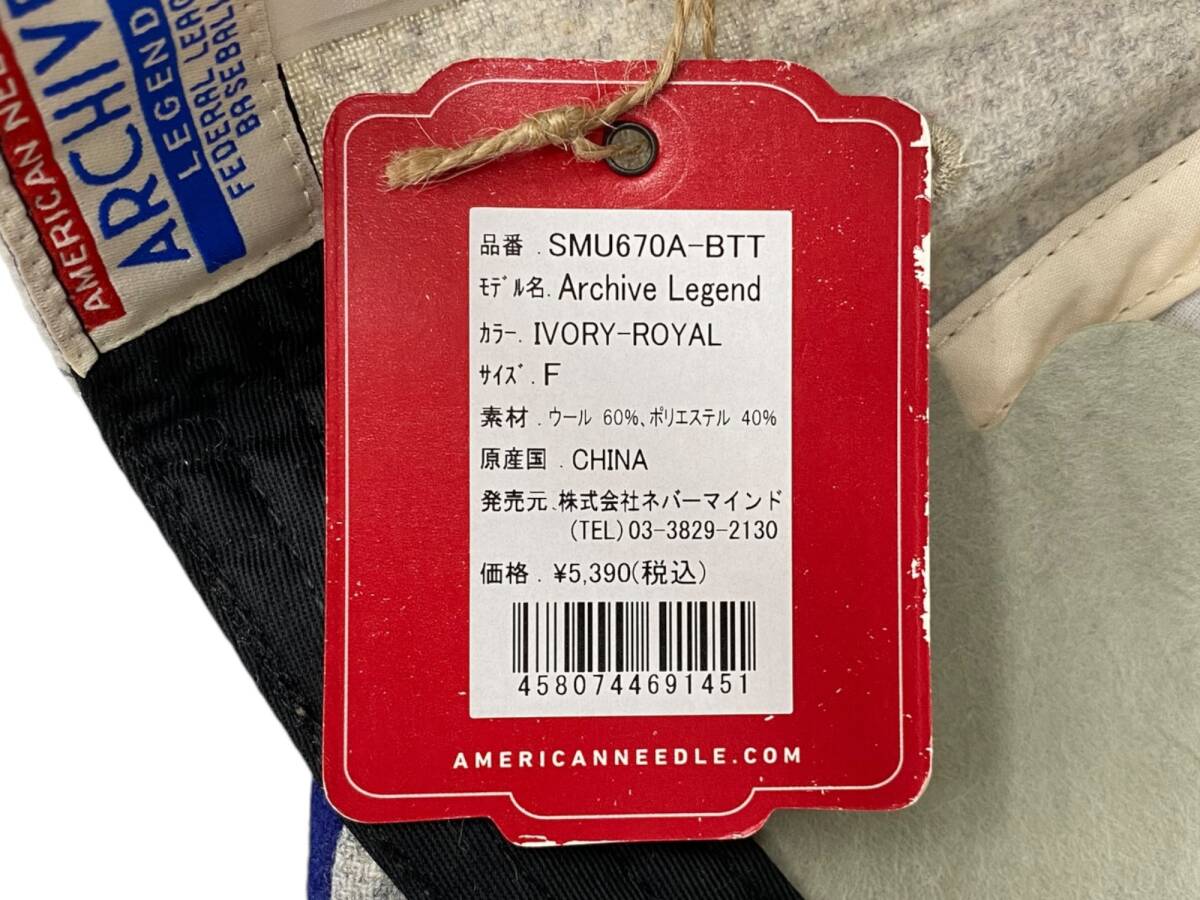 AMERICAN NEE
ARCHIVE
LEGEND
FEDERAL LEAG
BASEBALL
品番 . SMU670A-BTT
ﾓﾃﾞﾙ名. Archive Legend
ｶﾗｰ. IVORY-ROYAL
ｻｲｽﾞ. F
素材 . ウール 60%、ポリエステル 40%
原産国 . CHINA
発売元、株式会社ネバーマインド
(TEL)03-3829-2130
価格 . ¥5,390(税込)
4580744691451
AMERICANNEEDLE.COM